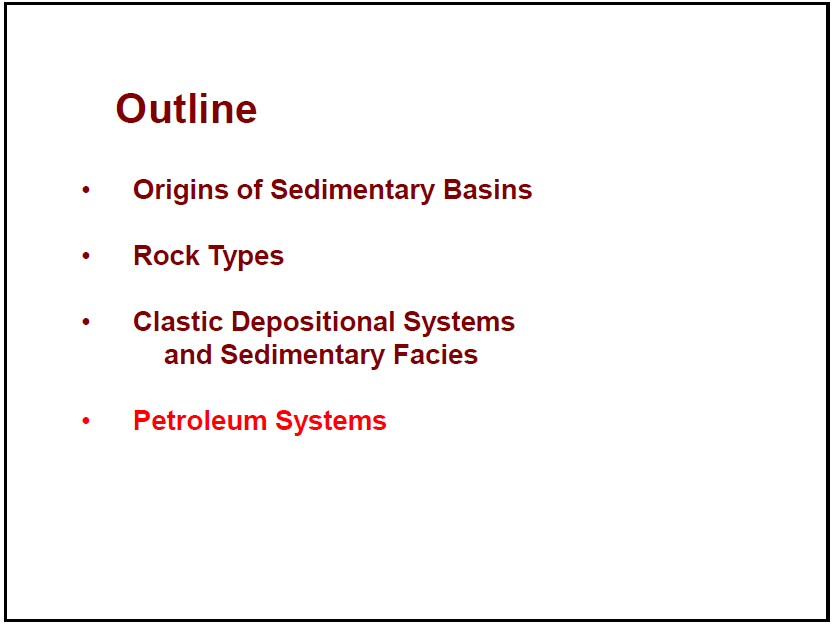 Outline
• Origins of Sedimentary Basins
• Rock Types
• Clastic Depositional Systems
and Sedimentary Facies
• Petroleum Systems